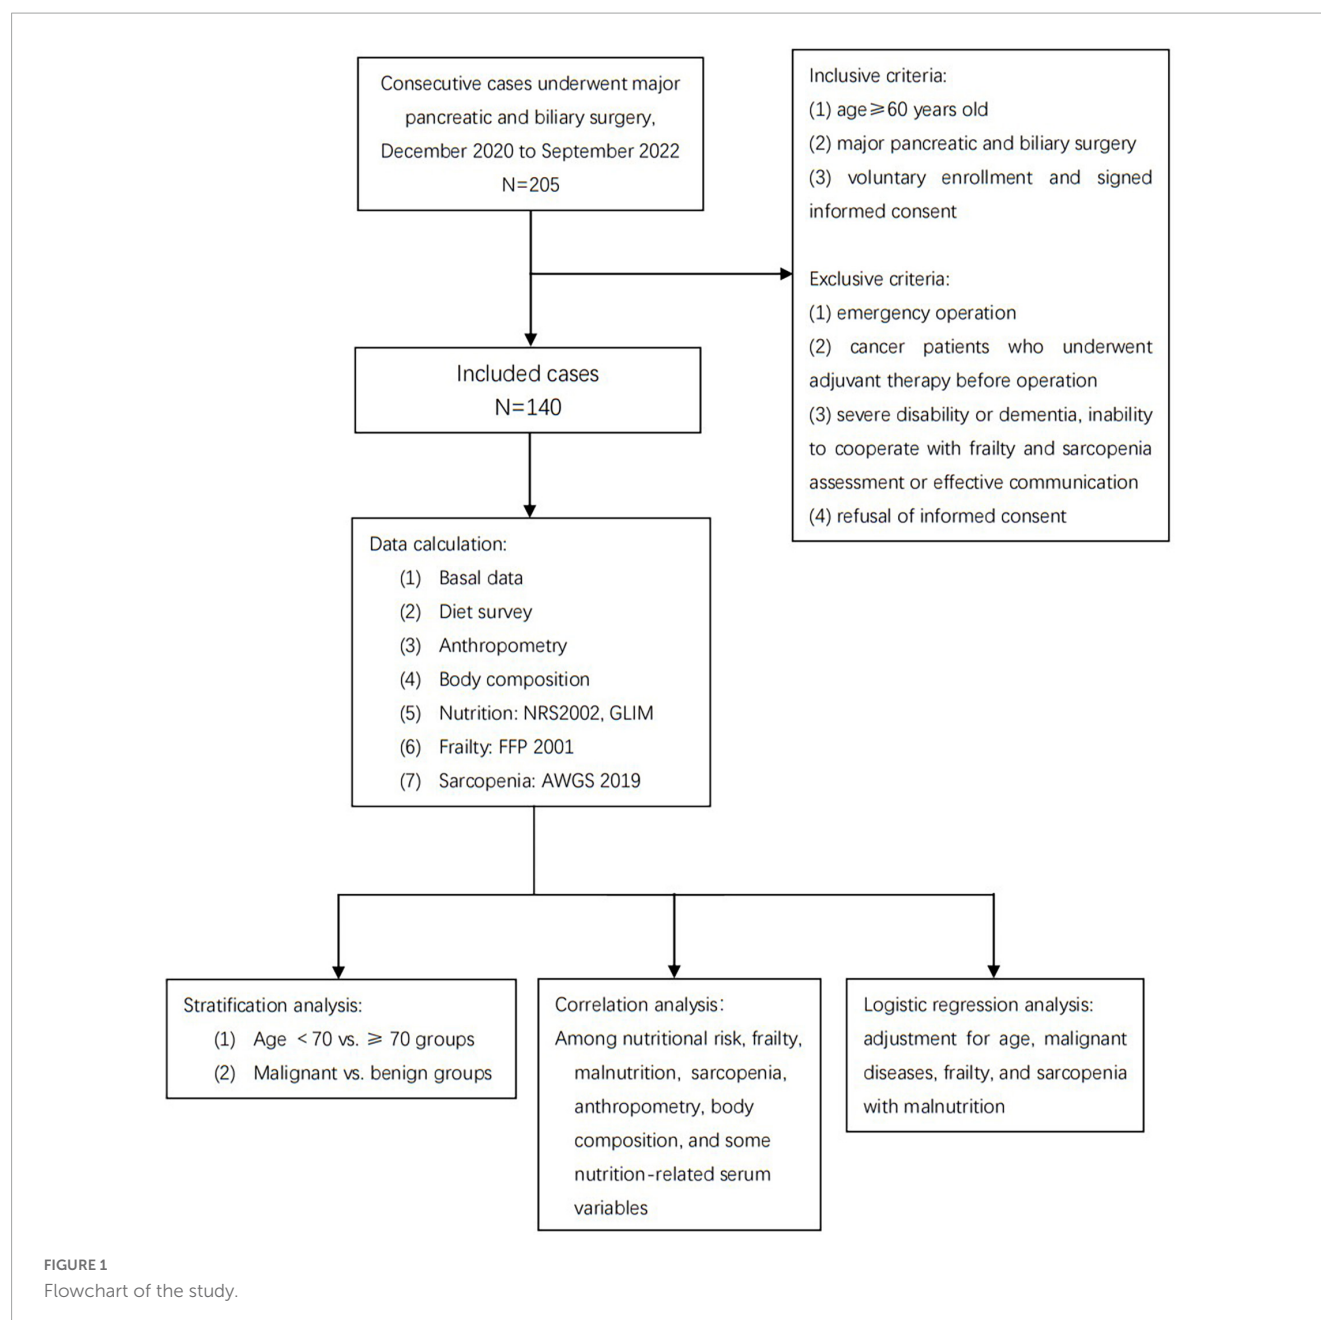 Consecutive cases underwent major
pancreatic and biliary surgery,
December 2020 to September 2022
N=205
Inclusive criteria:
(1) age≥60 years old
(2) major pancreatic and biliary surgery
(3) voluntary enrollment and signed
informed consent
Exclusive criteria:
(1) emergency operation
(2) cancer patients who underwent
adjuvant therapy before operation
(3) severe disability or dementia, inability
to cooperate with frailty and sarcopenia
assessment or effective communication
(4) refusal of informed consent
Included cases
N=140
Data calculation:
(1) Basal data
(2) Diet survey
(3) Anthropometry
(4) Body composition
(5) Nutrition: NRS2002, GLIM
(6) Frailty: FFP 2001
(7) Sarcopenia: AWGS 2019
Stratification analysis:
(1) Age <70 vs. ≥ 70 groups
(2) Malignant vs. benign groups
Correlation analysis:
Among nutritional risk, frailty,
malnutrition, sarcopenia,
anthropometry, body
composition, and some
nutrition-related serum
variables
Logistic regression analysis:
adjustment for age, malignant
diseases, frailty, and sarcopenia
with malnutrition
FIGURE 1
Flowchart of the study.